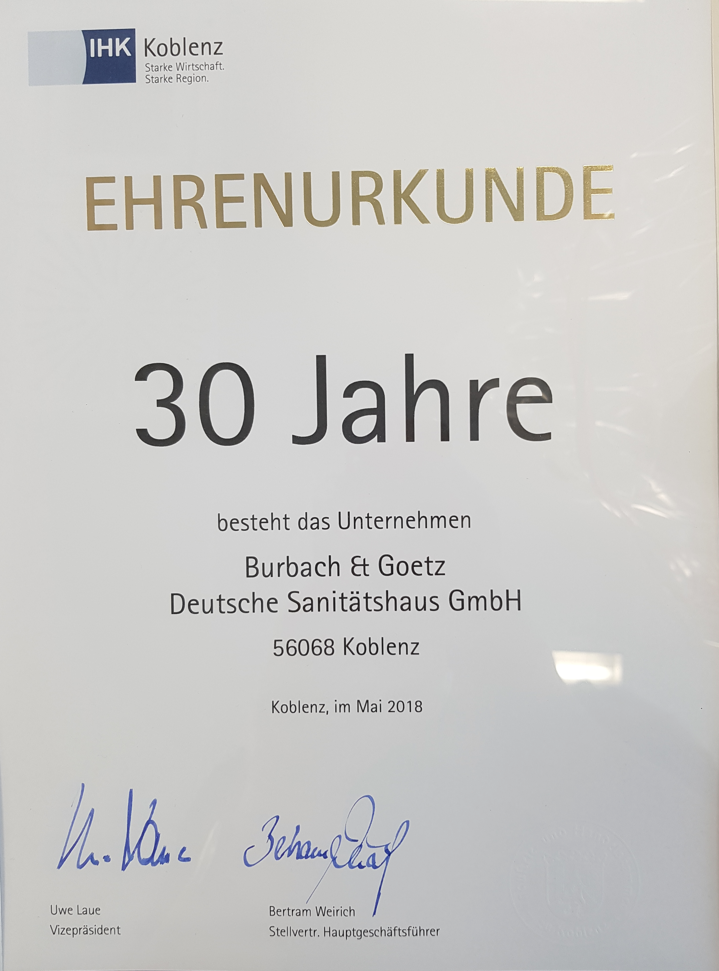 IHK Koblenz
Starke Wirtschaft.
Starke Region.
EHRENURKUNDE
30 Jahre
besteht das Unternehmen
Burbach & Goetz
Deutsche Sanitätshaus GmbH
56068 Koblenz
Koblenz, im Mai 2018
Uwe Laue
Vizepräsident
Bertram Weirich
Stellvertr. Hauptgeschäftsführer